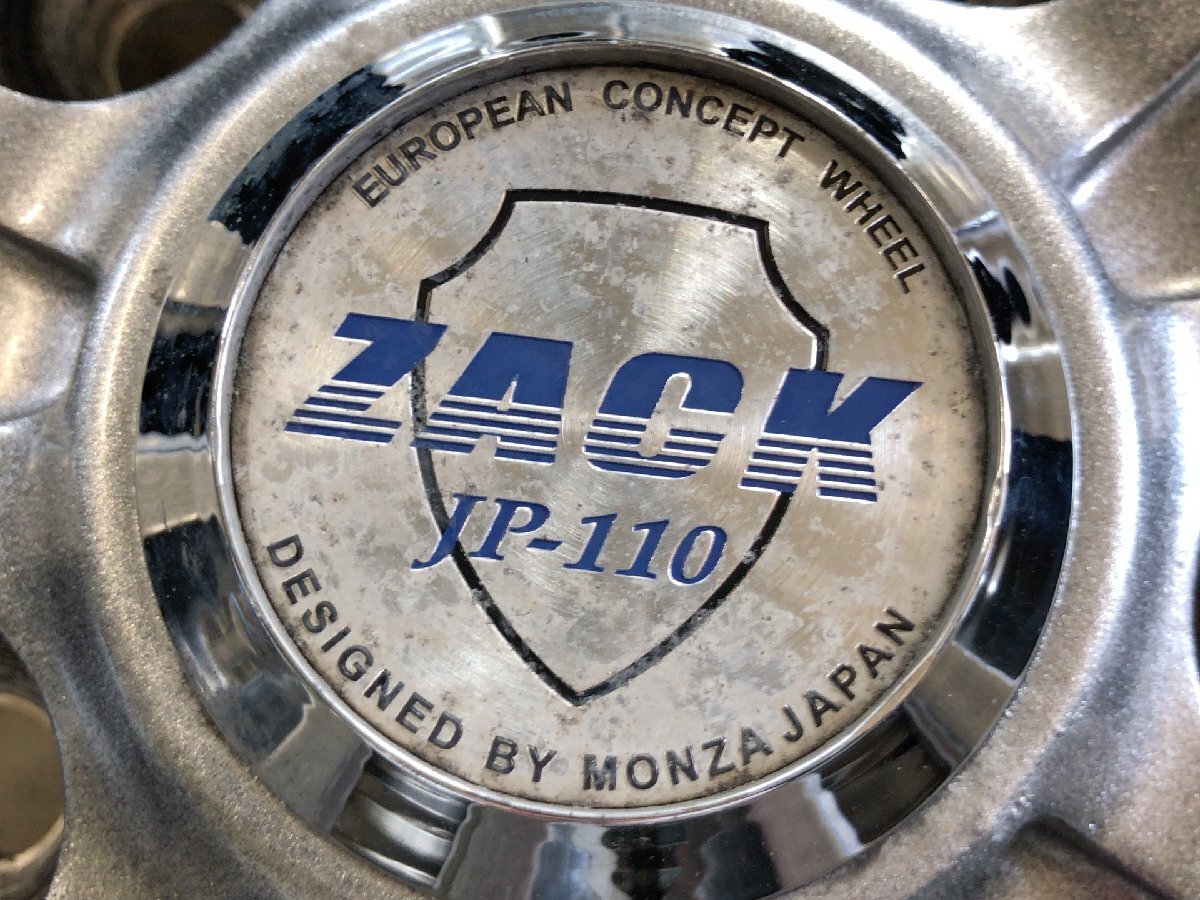 EUROPEAN CONCEPT WHEEL
ZACK
JP-110
DESIGNED BY MONZA JAPAN